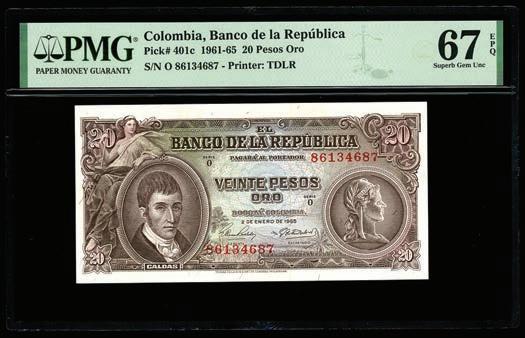 PMG
PAPER MONEY GUARANTY
Colombia, Banco de la República
Pick# 401c 1961-65 20 Pesos Oro
S/N O 86134687 - Printer: TDLR
67 EPQ
Superb Gem Unc
20
EL
20
BANCO DE LA REPÚBLICA
SERIE O
PAGARÁ AL PORTADOR
86134687
VEINTE PESOS
ORO
SERIE O
BOGOTÁ COLOMBIA
2 DE ENERO DE 1965
86134687
CALDAS
20
20